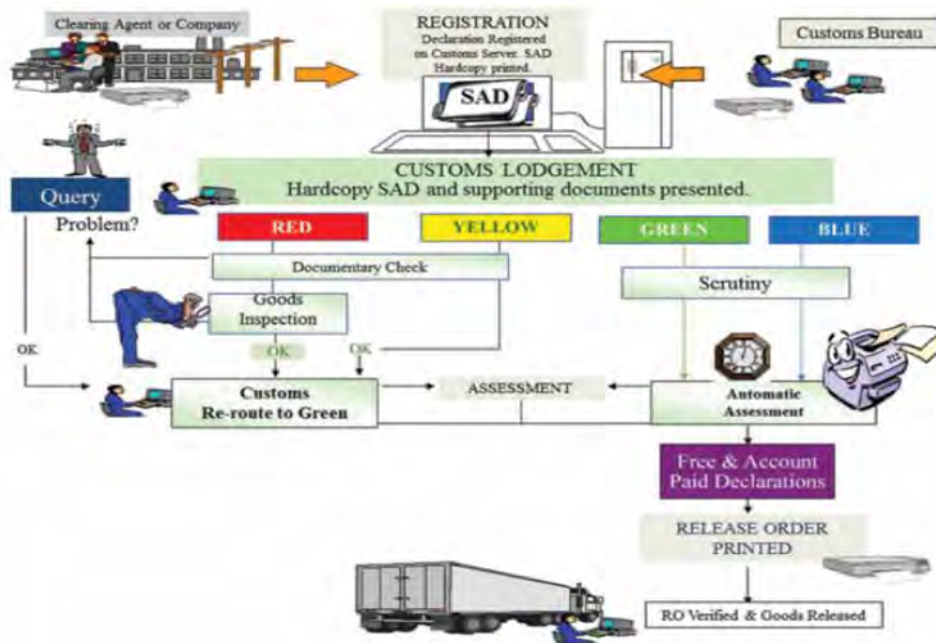 Clearing Agent or Company
REGISTRATION
Declaration Registered
on Customs Server. SAD
Hardcopy printed.
Customs Bureau
SAD
CUSTOMS LODGEMENT
Hardcopy SAD and supporting documents presented.
Query
Problem?
RED
YELLOW
GREEN
BLUE
Documentary Check
Scrutiny
Goods
Inspection
OK
OK
OK
Customs
Re-route to Green
ASSESSMENT
Automatic
Assessment
Free & Account
Paid Declarations
RELEASE ORDER
PRINTED
RO Verified & Goods Released